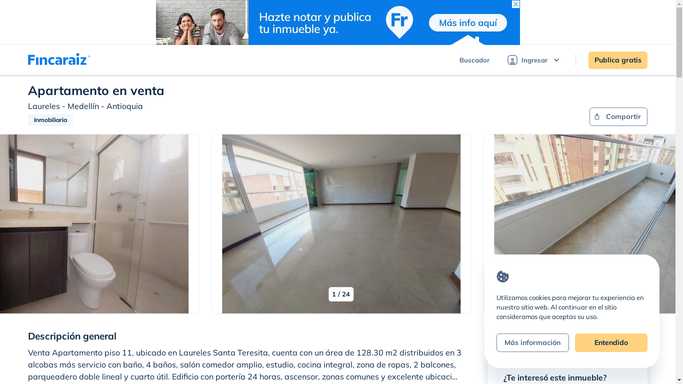 Hazte notar y publica
tu inmueble ya.
Fr
Más info aquí
Fincaraíz
Buscador
Ingresar
Publica gratis
Apartamento en venta
Laureles - Medellín - Antioquia
Inmobiliaria
Compartir
1 / 24
Utilizamos cookies para mejorar tu experiencia en
nuestro sitio web. Al continuar en el sitio
consideramos que aceptas su uso.
Más información
Entendido
Descripción general
Venta Apartamento piso 11, ubicado en Laureles Santa Teresita, cuenta con un área de 128.30 m2 distribuidos en 3
alcobas más servicio con baño, 4 baños, salón comedor amplio, estudio, cocina integral, zona de ropas, 2 balcones,
parqueadero doble lineal y cuarto útil. Edificio con portería 24 horas, ascensor, zonas comunes y excelente ubicaci...
¿Te interesó este inmueble?